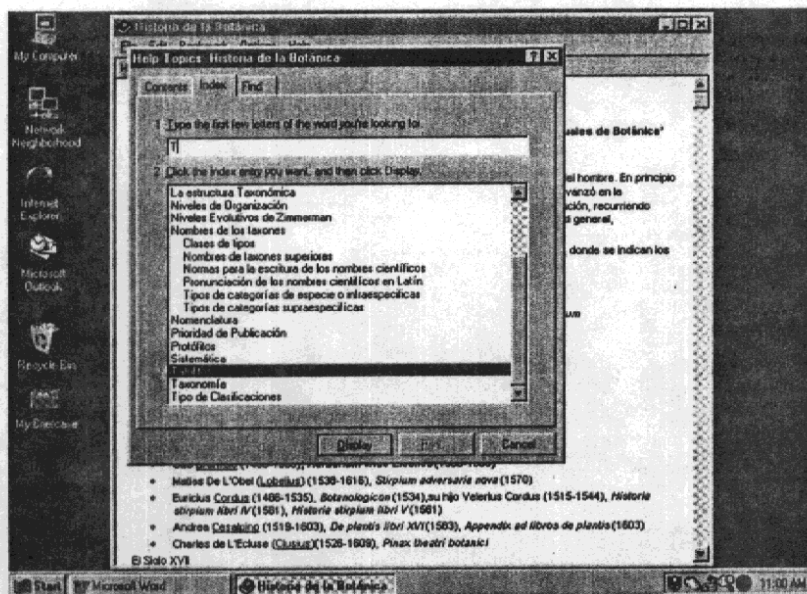 My Computer
Network
Neighborhood
Internet
Explorer
Microsoft
Outlook
Recycle Bin
My Briefcase
Historia de la Botánica
Help Topics: Historia de la Botánica
Contents Index Find
1 Type the first few letters of the word you're looking for.
T
2 Click the index entry you want, and then click Display.
La estructura Taxonómica
Niveles de Organización
Niveles Evolutivos de Zimmerman
Nombres de los taxones
Clases de tipos
Nombres de taxones superiores
Normas para la escritura de los nombres científicos
Pronunciación de los nombres científicos en Latín
Tipos de categorías de especie o infraespecíficas
Tipos de categorías supraespecíficas
Nomenclatura
Prioridad de Publicación
Protófitos
Sistemática
Taxonomía
Tipo de Clasificaciones
Display Cancel
de Botánica"
el hombre. En principio
vanzó en la
ción, recurriendo
general,
donde se indican los
Matias De L'Obel (Lobelius) (1538-1616), Stirpium adversaria nova (1570)
Euricius Cordus (1486-1535), Botanologicon (1534), su hijo Velerius Cordus (1515-1544), Historie
stirpium libri IV (1561), Historie stirpium libri V (1561)
Andrea Cesalpino (1519-1603), De plantis libri XVI (1583), Appendix ad libros de plantis (1603)
Charles de L'Ecluse (Clusius) (1526-1609), Pinax theatri botanici
El Siglo XVII
Start Microsoft Word Historia de la Botánica 11:00 AM